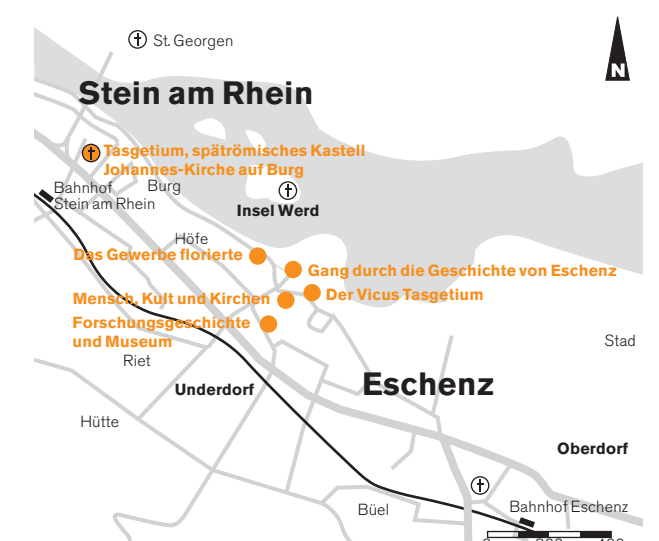 St. Georgen
N
Stein am Rhein
Tasgetium, spätrömisches Kastell
Johannes-Kirche auf Burg
Bahnhof
Stein am Rhein
Burg
Insel Werd
Höfe
Das Gewerbe florierte
Gang durch die Geschichte von Eschenz
Mensch, Kult und Kirchen
Der Vicus Tasgetium
Forschungsgeschichte
und Museum
Stad
Riet
Underdorf
Eschenz
Hütte
Oberdorf
Büel
Bahnhof Eschenz